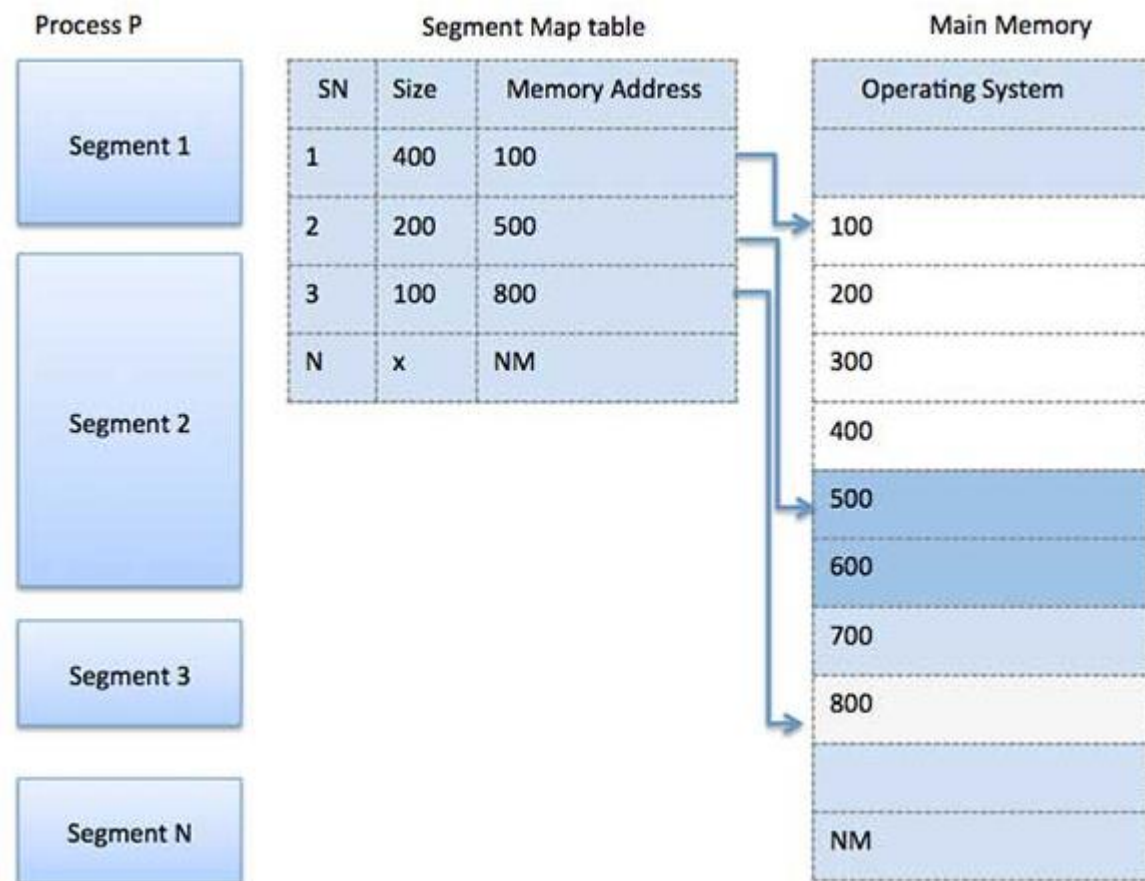 Process P
Segment 1
Segment 2
Segment 3
Segment N
Segment Map table
SN Size Memory Address
1 400 100
2 200 500
3 100 800
N x NM
Main Memory
Operating System
100
200
300
400
500
600
700
800
NM